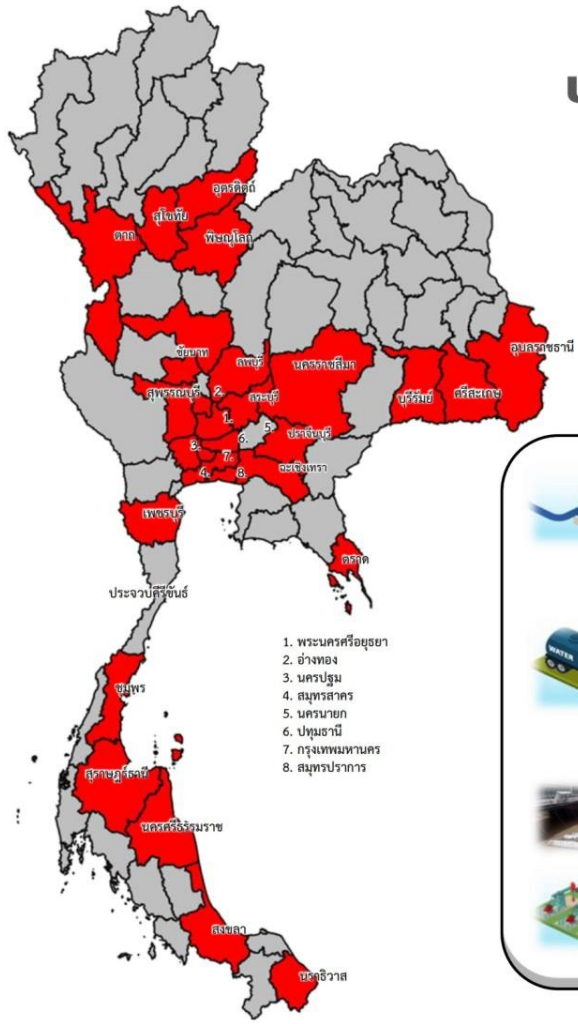 อุตรดิตถ์
สุโขทัย
ตาก
พิษณุโลก
ชัยนาท
ลพบุรี
นครราชสีมา
อุบลราชธานี
สุพรรณบุรี
2.
สระบุรี
บุรีรัมย์
ศรีสะเกษ
1.
5.
6.
ปราจีนบุรี
3.
7.
ฉะเชิงเทรา
4.
8.
เพชรบุรี
ตราด
ประจวบคีรีขันธ์
1. พระนครศรีอยุธยา
2. อ่างทอง
3. นครปฐม
4. สมุทรสาคร
5. นครนายก
6. ปทุมธานี
7. กรุงเทพมหานคร
8. สมุทรปราการ
ชุมพร
สุราษฎร์ธานี
นครศรีธรรมราช
สงขลา
นราธิวาส
WATER